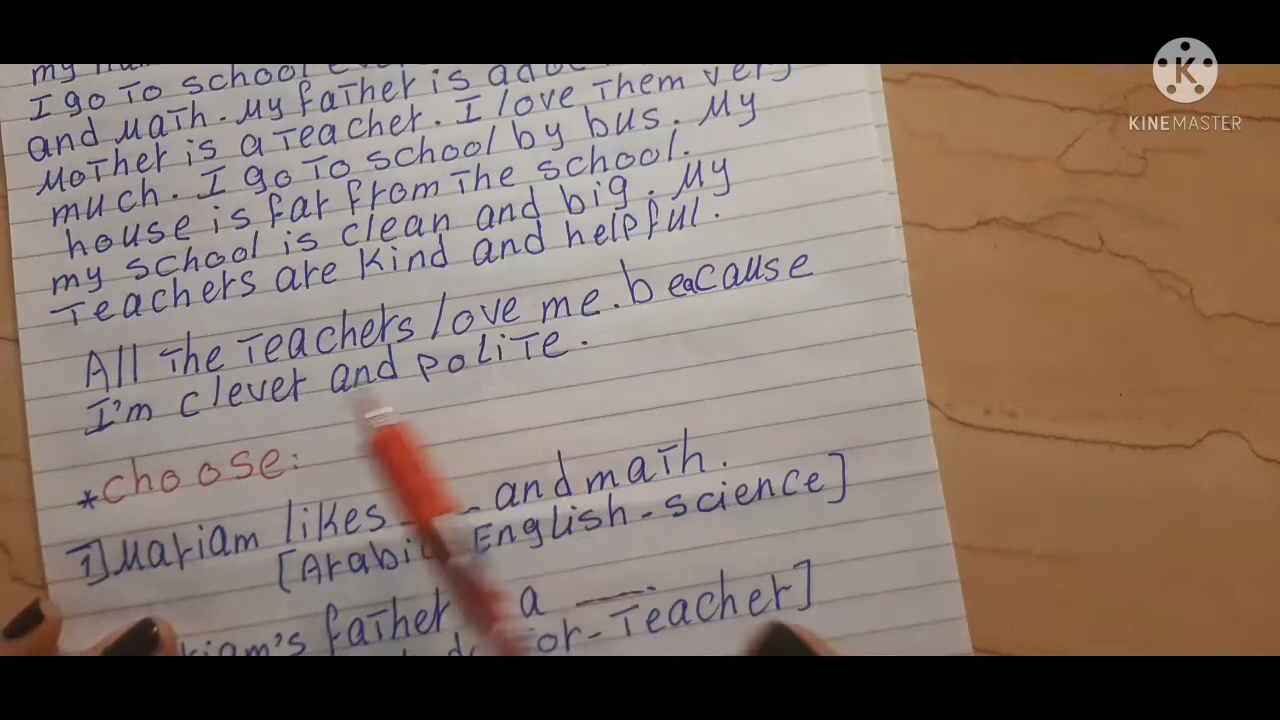 my
I go to school
and Math. My father is a
Mother is a Teacher. I love Them very
much. I go To school by bus. My
house is far from The school.
my school is clean and big. My
Teachers are kind and helpful.
All The Teachers love me. beacause
I'm clever and polite.
*choose:
1] Mariam likes and math.
[Arabic English - science]
father a
or - Teacher]
K
KINEMASTER